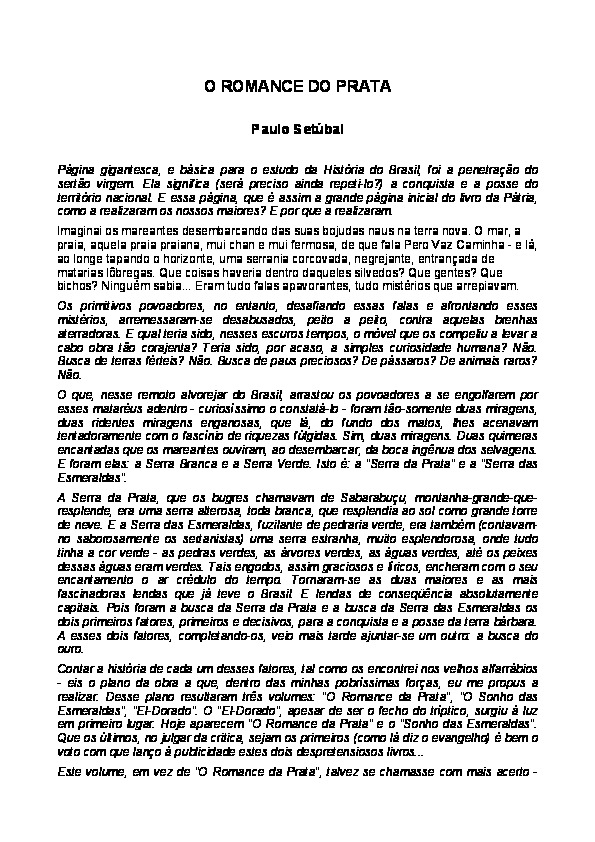 O ROMANCE DO PRATA
Paulo Setúbal
Página gigantesca, e básica para o estudo da História do Brasil, foi a penetração do
sertão virgem. Ela significa (será preciso ainda repeti-lo?) a conquista e a posse do
território nacional. E essa página, que é assim a grande página inicial do livro da Pátria,
como a realizaram os nossos maiores? E por que a realizaram.
Imaginai os mareantes desembarcando das suas bojudas naus na terra nova. O mar, a
praia, aquela praia praiana, mui chan e mui fermosa, de que fala Pero Vaz Caminha - e lá,
ao longe tapando o horizonte, uma serrania corcovada, negrejante, entrançada de
matarias lôbregas. Que coisas haveria dentro daqueles silvedos? Que gentes? Que
bichos? Ninguém sabia... Eram tudo falas apavorantes, tudo mistérios que arrepiavam.
Os primitivos povoadores, no entanto, desafiando essas falas e afrontando esses
mistérios, arremessaram-se desabusados, peito a peito, contra aquelas brenhas
aterradoras. E qual teria sido, nesses escuros tempos, o móvel que os compeliu a levar a
cabo obra tão corajenta? Teria sido, por acaso, a simples curiosidade humana? Não.
Busca de terras férteis? Não. Busca de paus preciosos? De pássaros? De animais raros?
Não.
O que, nesse remoto alvorejar do Brasil, arrastou os povoadores a se engolfarem por
esses mataréus adentro - curiosíssimo o constatá-lo - foram tão-somente duas miragens,
duas ridentes miragens enganosas, que lá, do fundo dos matos, lhes acenavam
tentadoramente com o fascínio de riquezas fúlgidas. Sim, duas miragens. Duas quimeras
encantadas que os mareantes ouviram, ao desembarcar, da boca ingênua dos selvagens.
E foram elas: a Serra Branca e a Serra Verde. Isto é: a "Serra da Prata" e a "Serra das
Esmeraldas".
A Serra da Prata, que os bugres chamavam de Sabarabuçu, montanha-grande-que-
resplende, era uma serra alterosa, toda branca, que resplendia ao sol como grande torre
de neve. E a Serra das Esmeraldas, fuzilante de pedraria verde, era também (contavam-
no saborosamente os sertanistas) uma serra estranha, muito esplendorosa, onde tudo
tinha a cor verde - as pedras verdes, as árvores verdes, as águas verdes, até os peixes
dessas águas eram verdes. Tais engodos, assim graciosos e líricos, encheram com o seu
encantamento o ar crédulo do tempo. Tornaram-se as duas maiores e as mais
fascinadoras lendas que já teve o Brasil. E lendas de conseqüência absolutamente
capitais. Pois foram a busca da Serra da Prata e a busca da Serra das Esmeraldas os
dois primeiros fatores, primeiros e decisivos, para a conquista e a posse da terra bárbara.
A esses dois fatores, completando-os, veio mais tarde ajuntar-se um outro: a busca do
ouro.
Contar a história de cada um desses fatores, tal como os encontrei nos velhos alfarrábios
- eis o plano da obra a que, dentro das minhas pobríssimas forças, eu me propus a
realizar. Desse plano resultaram três volumes: "O Romance da Prata", "O Sonho das
Esmeraldas", "El-Dorado". O "El-Dorado", apesar de ser o fecho do tríptico, surgiu à luz
em primeiro lugar. Hoje aparecem "O Romance da Prata" e o "Sonho das Esmeraldas".
Que os últimos, no julgar da crítica, sejam os primeiros (como lá diz o evangelho) é bem o
voto com que lanço à publicidade estes dois despretensiosos livros...
Este volume, em vez de "O Romance da Prata", talvez se chamasse com mais acerto -